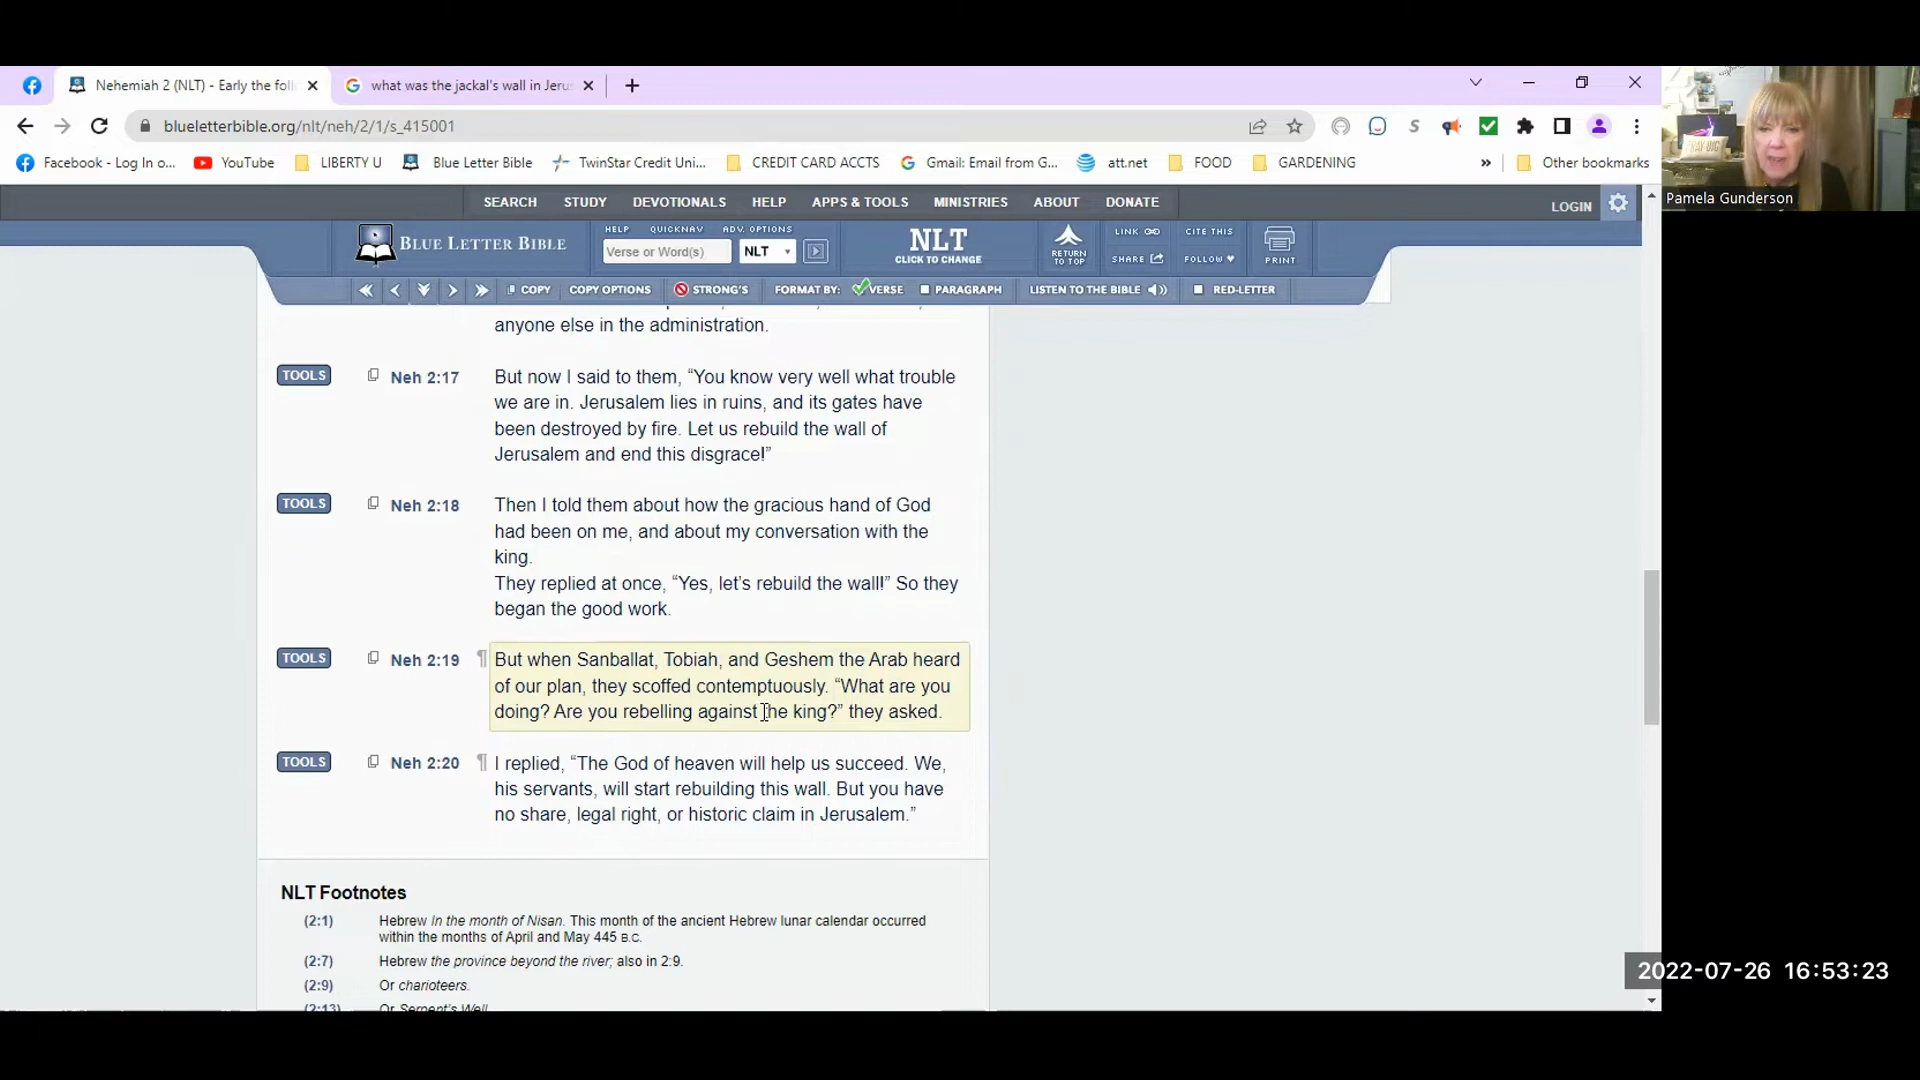 Nehemiah 2 (NLT) - Early the foll
what was the jackal's wall in Jerus
blueletterbible.org/nlt/neh/2/1/s_415001
Facebook - Log In o...
YouTube
LIBERTY U
Blue Letter Bible
TwinStar Credit Uni...
CREDIT CARD ACCTS
Gmail: Email from G...
att.net
FOOD
GARDENING
»
Other bookmarks
Pamela Gunderson
SEARCH STUDY DEVOTIONALS HELP APPS & TOOLS MINISTRIES ABOUT DONATE
LOGIN
BLUE LETTER BIBLE
HELP QUICKNAV ADV. OPTIONS
Verse or Word(s)
NLT
NLT
CLICK TO CHANGE
RETURN
TO TOP
LINK
SHARE
CITE THIS
FOLLOW
PRINT
COPY COPY OPTIONS STRONG'S FORMAT BY: VERSE PARAGRAPH LISTEN TO THE BIBLE RED-LETTER
anyone else in the administration.
TOOLS Neh 2:17 But now I said to them, “You know very well what trouble
we are in. Jerusalem lies in ruins, and its gates have
been destroyed by fire. Let us rebuild the wall of
Jerusalem and end this disgrace!”
TOOLS Neh 2:18 Then I told them about how the gracious hand of God
had been on me, and about my conversation with the
king.
They replied at once, “Yes, let’s rebuild the wall!” So they
began the good work.
TOOLS Neh 2:19 ¶ But when Sanballat, Tobiah, and Geshem the Arab heard
of our plan, they scoffed contemptuously. “What are you
doing? Are you rebelling against the king?” they asked.
TOOLS Neh 2:20 ¶ I replied, “The God of heaven will help us succeed. We,
his servants, will start rebuilding this wall. But you have
no share, legal right, or historic claim in Jerusalem.”
NLT Footnotes
(2:1) Hebrew In the month of Nisan. This month of the ancient Hebrew lunar calendar occurred
within the months of April and May 445 B.C.
(2:7) Hebrew the province beyond the river; also in 2:9.
(2:9) Or charioteers.
(2:13) Or Serpent's Well.
2022-07-26 16:53:23